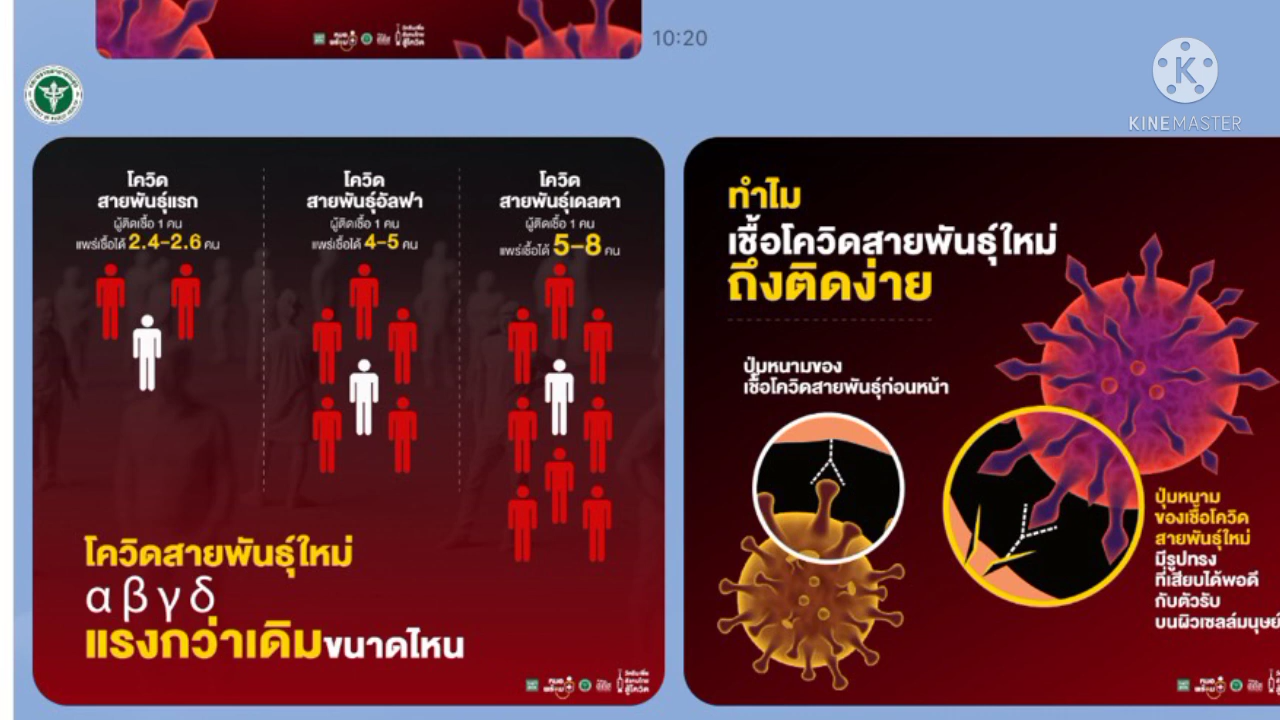 10:20
KINEMASTER
โควิด
สายพันธุ์แรก
ผู้ติดเชื้อ 1 คน
แพร่เชื้อได้ 2.4-2.6 คน
โควิด
สายพันธุ์อัลฟา
ผู้ติดเชื้อ 1 คน
แพร่เชื้อได้ 4-5 คน
โควิด
สายพันธุ์เดลตา
ผู้ติดเชื้อ 1 คน
แพร่เชื้อได้ 5-8 คน
โควิดสายพันธุ์ใหม่
α β γ δ
แรงกว่าเดิมขนาดไหน
ทำไม
เชื้อโควิดสายพันธุ์ใหม่
ถึงติดง่าย
ปุ่มหนามของ
เชื้อโควิดสายพันธุ์ก่อนหน้า
ปุ่มหนาม
ของเชื้อโควิด
สายพันธุ์ใหม่
มีรูปทรง
ที่เสียบได้พอดี
กับตัวรับ
บนผิวเซลล์มนุษย์